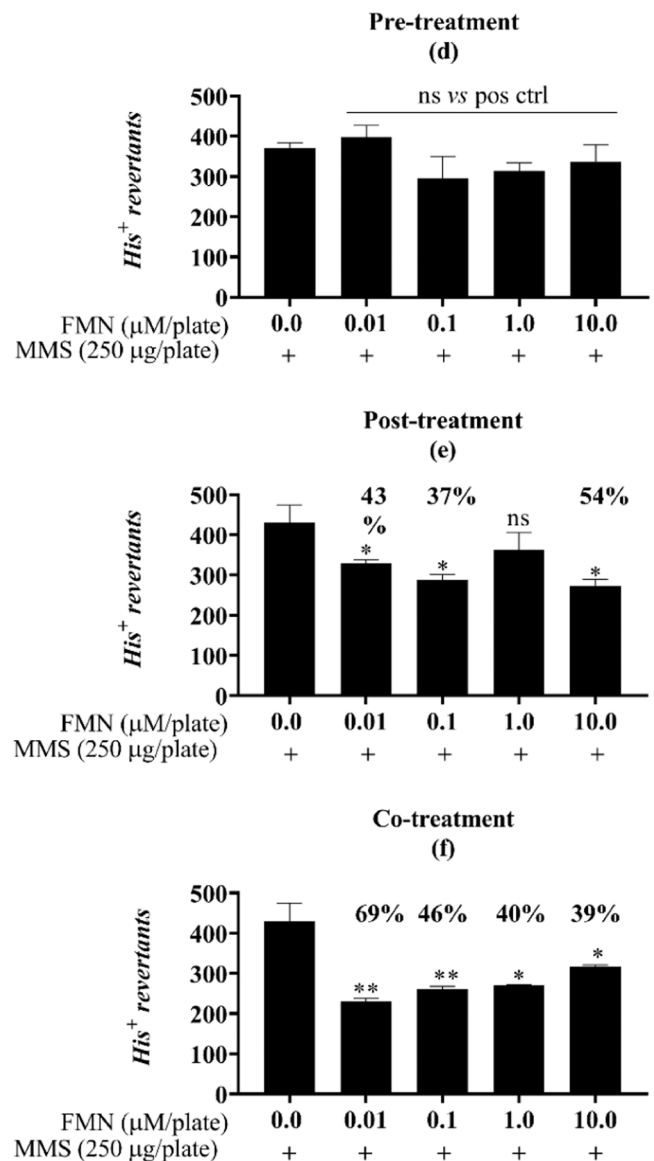 Pre-treatment
(d)
ns vs pos ctrl
500
400
300
200
100
0
His+ revertants
FMN (μM/plate) 0.0 0.01 0.1 1.0 10.0
MMS (250 μg/plate) + + + + +
Post-treatment
(e)
43 37% ns 54%
%
* * *
500
400
300
200
100
0
His+ revertants
FMN (μM/plate) 0.0 0.01 0.1 1.0 10.0
MMS (250 μg/plate) + + + + +
Co-treatment
(f)
69% 46% 40% 39%
** ** * *
500
400
300
200
100
0
His+ revertants
FMN (μM/plate) 0.0 0.01 0.1 1.0 10.0
MMS (250 μg/plate) + + + + +